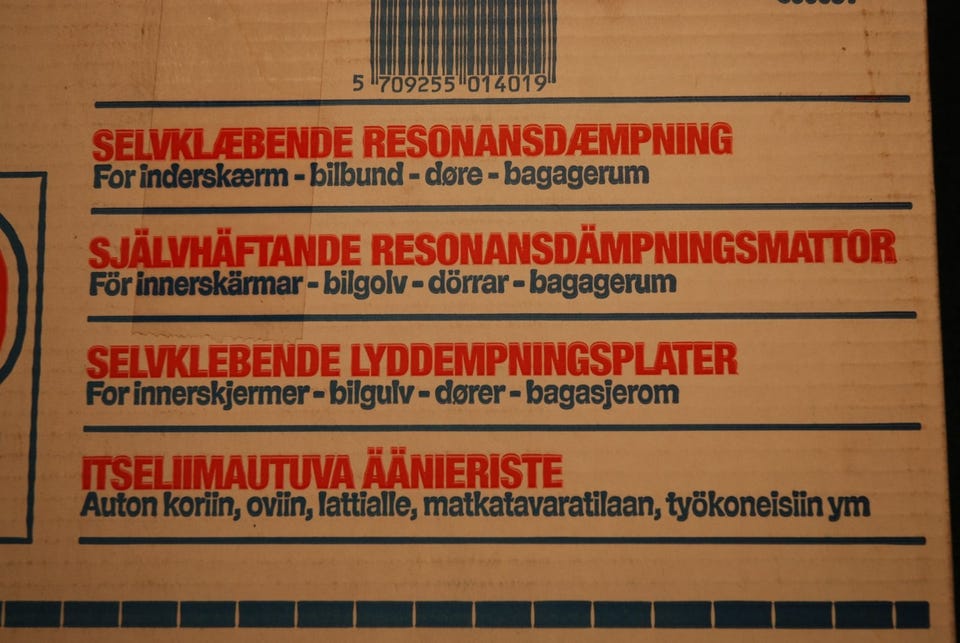 5 709255 014019
SELVKLÆBENDE RESONANSDÆMPNING
For inderskærm - bilbund - døre - bagagerum
SJÄLVHÄFTANDE RESONANSDÄMPNINGSMATTOR
För innerskärmar - bilgolv - dörrar - bagagerum
SELVKLEBENDE LYDDEMPNINGSPLATER
For innerskjermer - bilgulv - dører - bagasjerom
ITSELIIMAUTUVA ÄÄNIERISTE
Auton koriin, oviin, lattialle, matkatavaratilaan, työkoneisiin ym